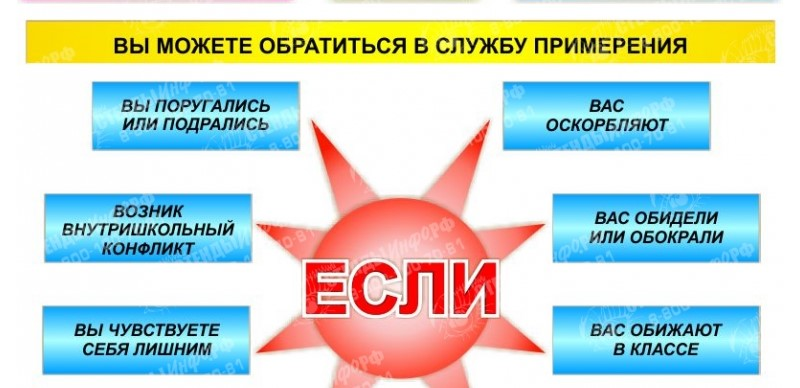 ВЫ МОЖЕТЕ ОБРАТИТЬСЯ В СЛУЖБУ ПРИМЕРЕНИЯ
ВЫ ПОРУГАЛИСЬ
ИЛИ ПОДРАЛИСЬ
ВАС
ОСКОРБЛЯЮТ
ВОЗНИК
ВНУТРИШКОЛЬНЫЙ
КОНФЛИКТ
ВАС ОБИДЕЛИ
ИЛИ ОБОКРАЛИ
ЕСЛИ
ВЫ ЧУВСТВУЕТЕ
СЕБЯ ЛИШНИМ
ВАС ОБИЖАЮТ
В КЛАССЕ